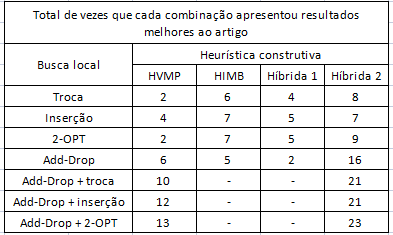 Total de vezes que cada combinação apresentou resultados
melhores ao artigo
Busca local
Heurística construtiva
HVMP HIMB Híbrida 1 Híbrida 2
Troca 2 6 4 8
Inserção 4 7 5 7
2-OPT 2 7 5 9
Add-Drop 6 5 2 16
Add-Drop + troca 10 - - 21
Add-Drop + inserção 12 - - 21
Add-Drop + 2-OPT 13 - - 23